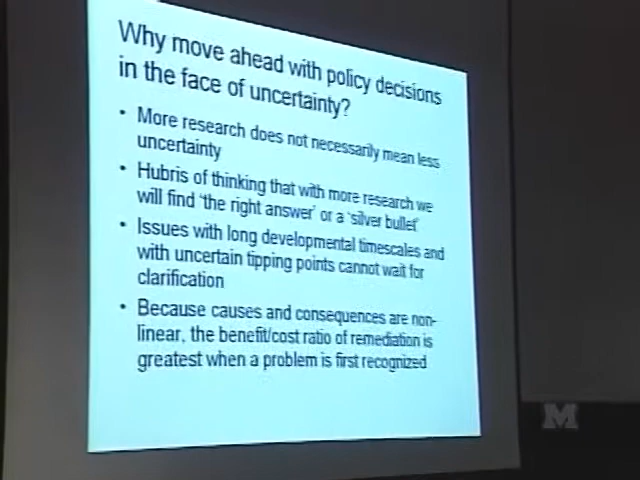 Why move ahead with policy decisions
in the face of uncertainty?
• More research does not necessarily mean less
uncertainty
• Hubris of thinking that with more research we
will find 'the right answer' or a 'silver bullet'
• Issues with long developmental timescales and
with uncertain tipping points cannot wait for
clarification
• Because causes and consequences are non-
linear, the benefit/cost ratio of remediation is
greatest when a problem is first recognized
M